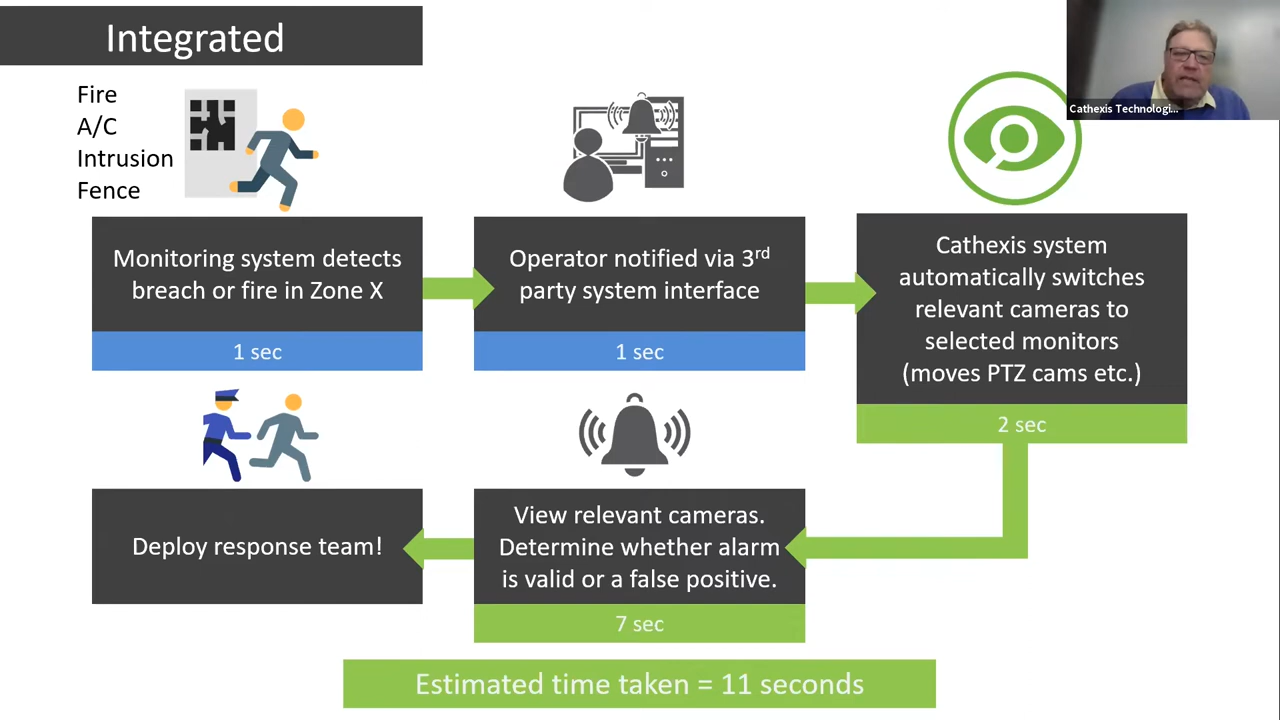 Integrated
Fire
A/C
Intrusion
Fence
Cathexis Technologi...
Monitoring system detects
breach or fire in Zone X
1 sec
Operator notified via 3rd
party system interface
1 sec
Cathexis system
automatically switches
relevant cameras to
selected monitors
(moves PTZ cams etc.)
2 sec
Deploy response team!
View relevant cameras.
Determine whether alarm
is valid or a false positive.
7 sec
Estimated time taken = 11 seconds